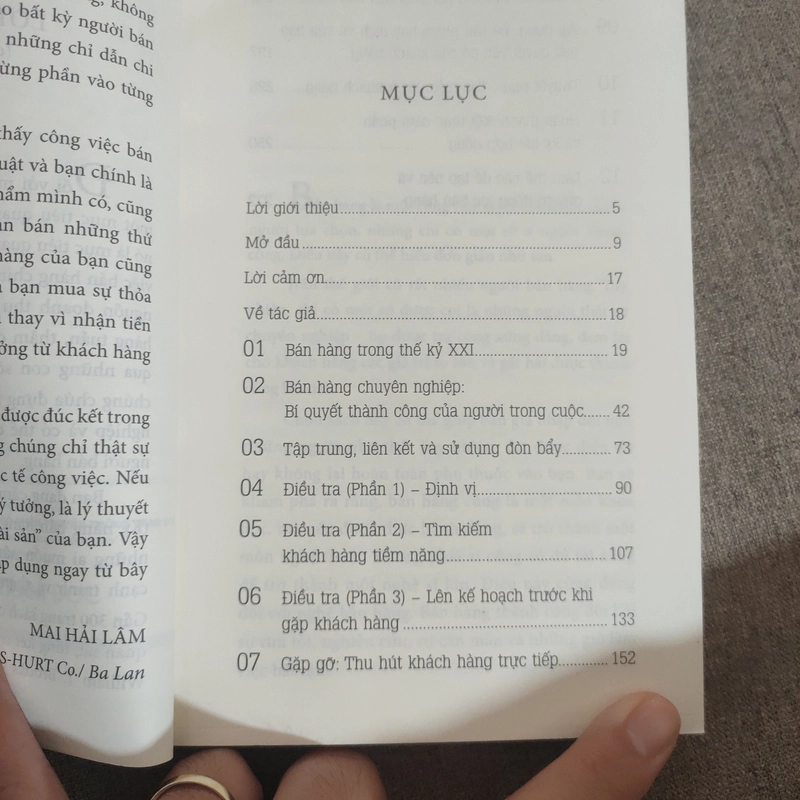 không
bất kỳ người bán
những chỉ dẫn chi
từng phần vào từng
thấy công việc bán
và bạn chính là
mình có, cũng
bán những thứ
hàng của bạn cũng
bạn mua sự thỏa
thay vì nhận tiền
từ khách hàng
được đúc kết trong
chúng chỉ thật sự
tế công việc. Nếu
tưởng, là lý thuyết
sản” của bạn. Vậy
dụng ngay từ bây
MAI HẢI LÂM
S-HURT Co./ Ba Lan
MỤC LỤC
Lời giới thiệu 5
Mở đầu 9
Lời cảm ơn 17
Về tác giả 18
01 Bán hàng trong thế kỷ XXI 19
02 Bán hàng chuyên nghiệp:
Bí quyết thành công của người trong cuộc 42
03 Tập trung, liên kết và sử dụng đòn bẩy 73
04 Điều tra (Phần 1) – Định vị 90
05 Điều tra (Phần 2) – Tìm kiếm
khách hàng tiềm năng 107
06 Điều tra (Phần 3) – Lên kế hoạch trước khi
gặp khách hàng 133
07 Gặp gỡ: Thu hút khách hàng trực tiếp 152